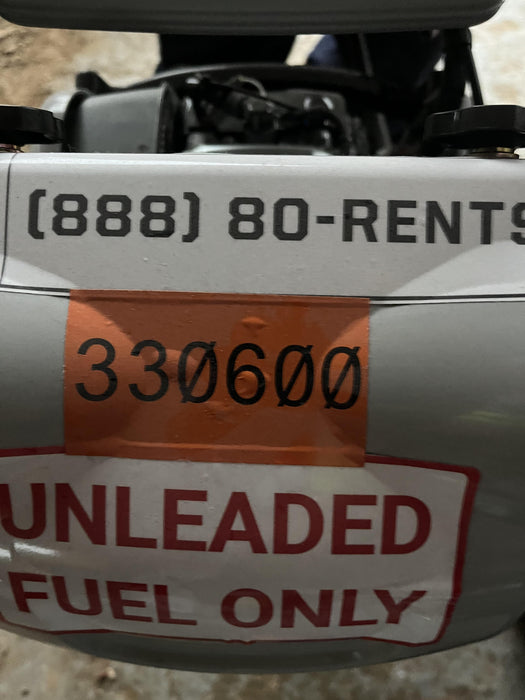 (888) 80-RENTS
330600
UNLEADED
FUEL ONLY